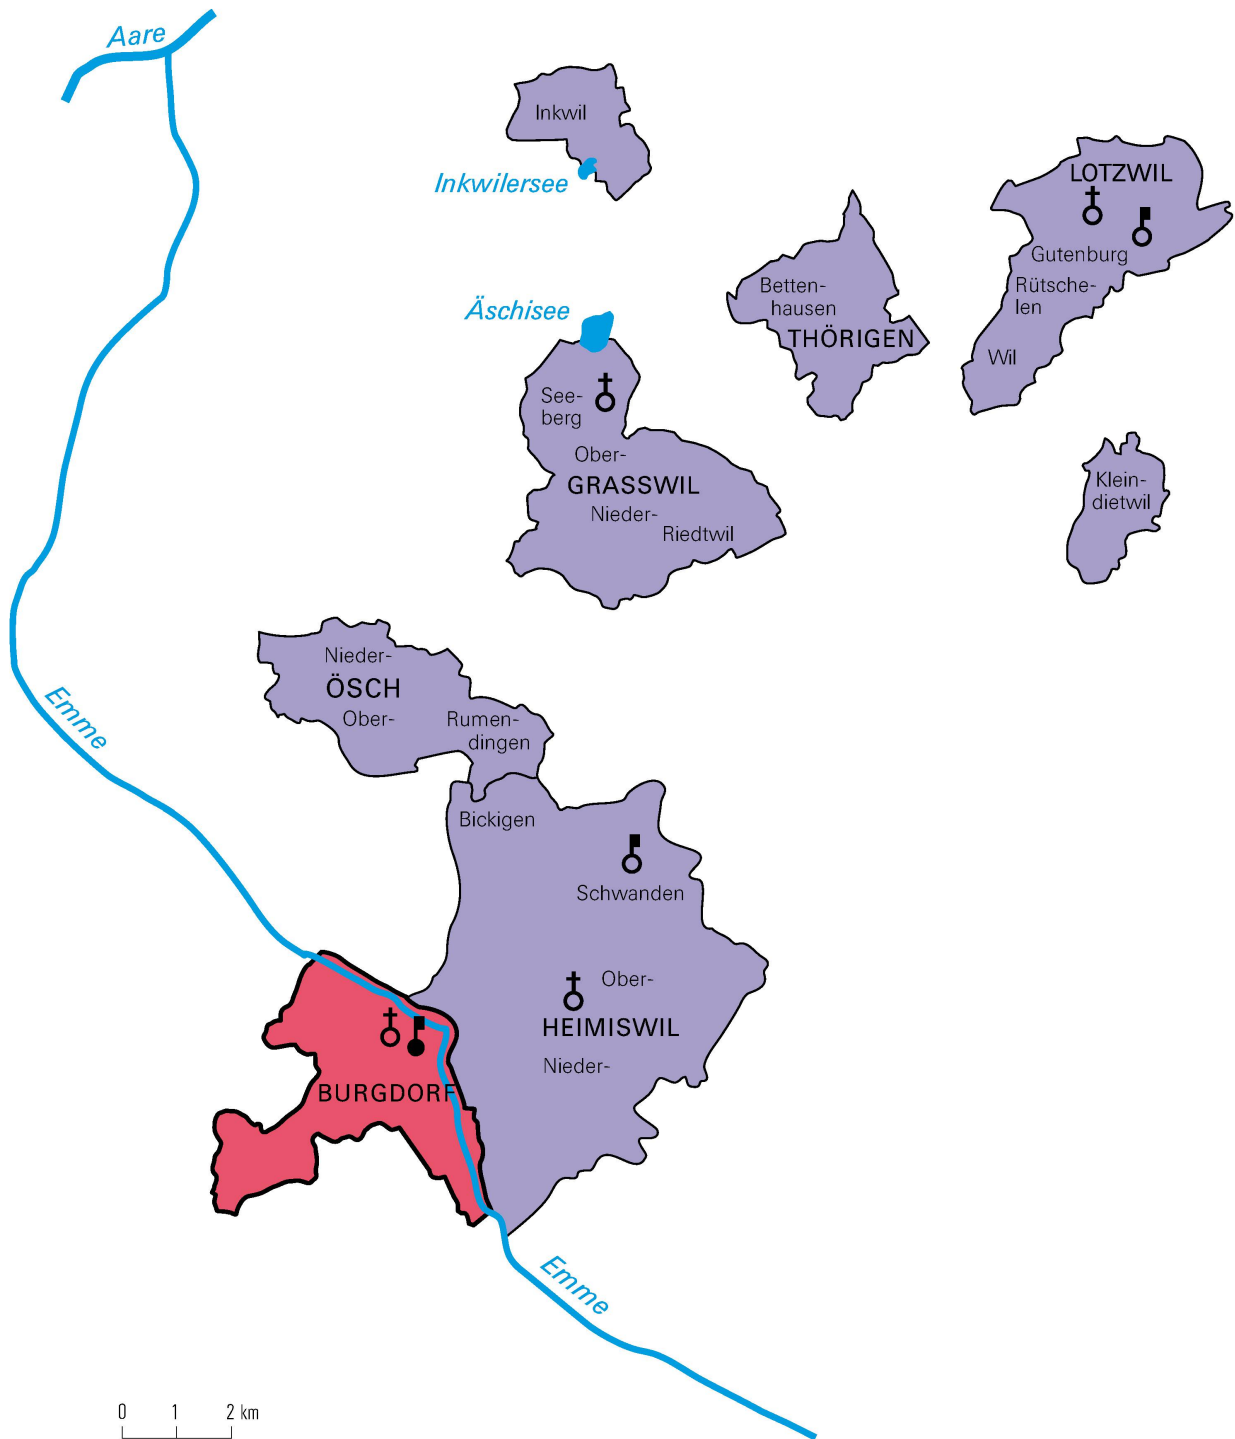 Aare
Inkwil
Inkwilersee
LOTZWIL
Gutenburg
Rütsche-
len
Wil
Betten-
hausen
THÖRIGEN
Äschisee
See-
berg
Ober-
GRASSWIL
Nieder-
Riedtwil
Klein-
dietwil
Nieder-
ÖSCH
Ober-
Rumen-
dingen
Emme
Bickigen
Schwanden
Ober-
HEIMISWIL
Nieder-
BURGDORF
Emme
0 1 2 km